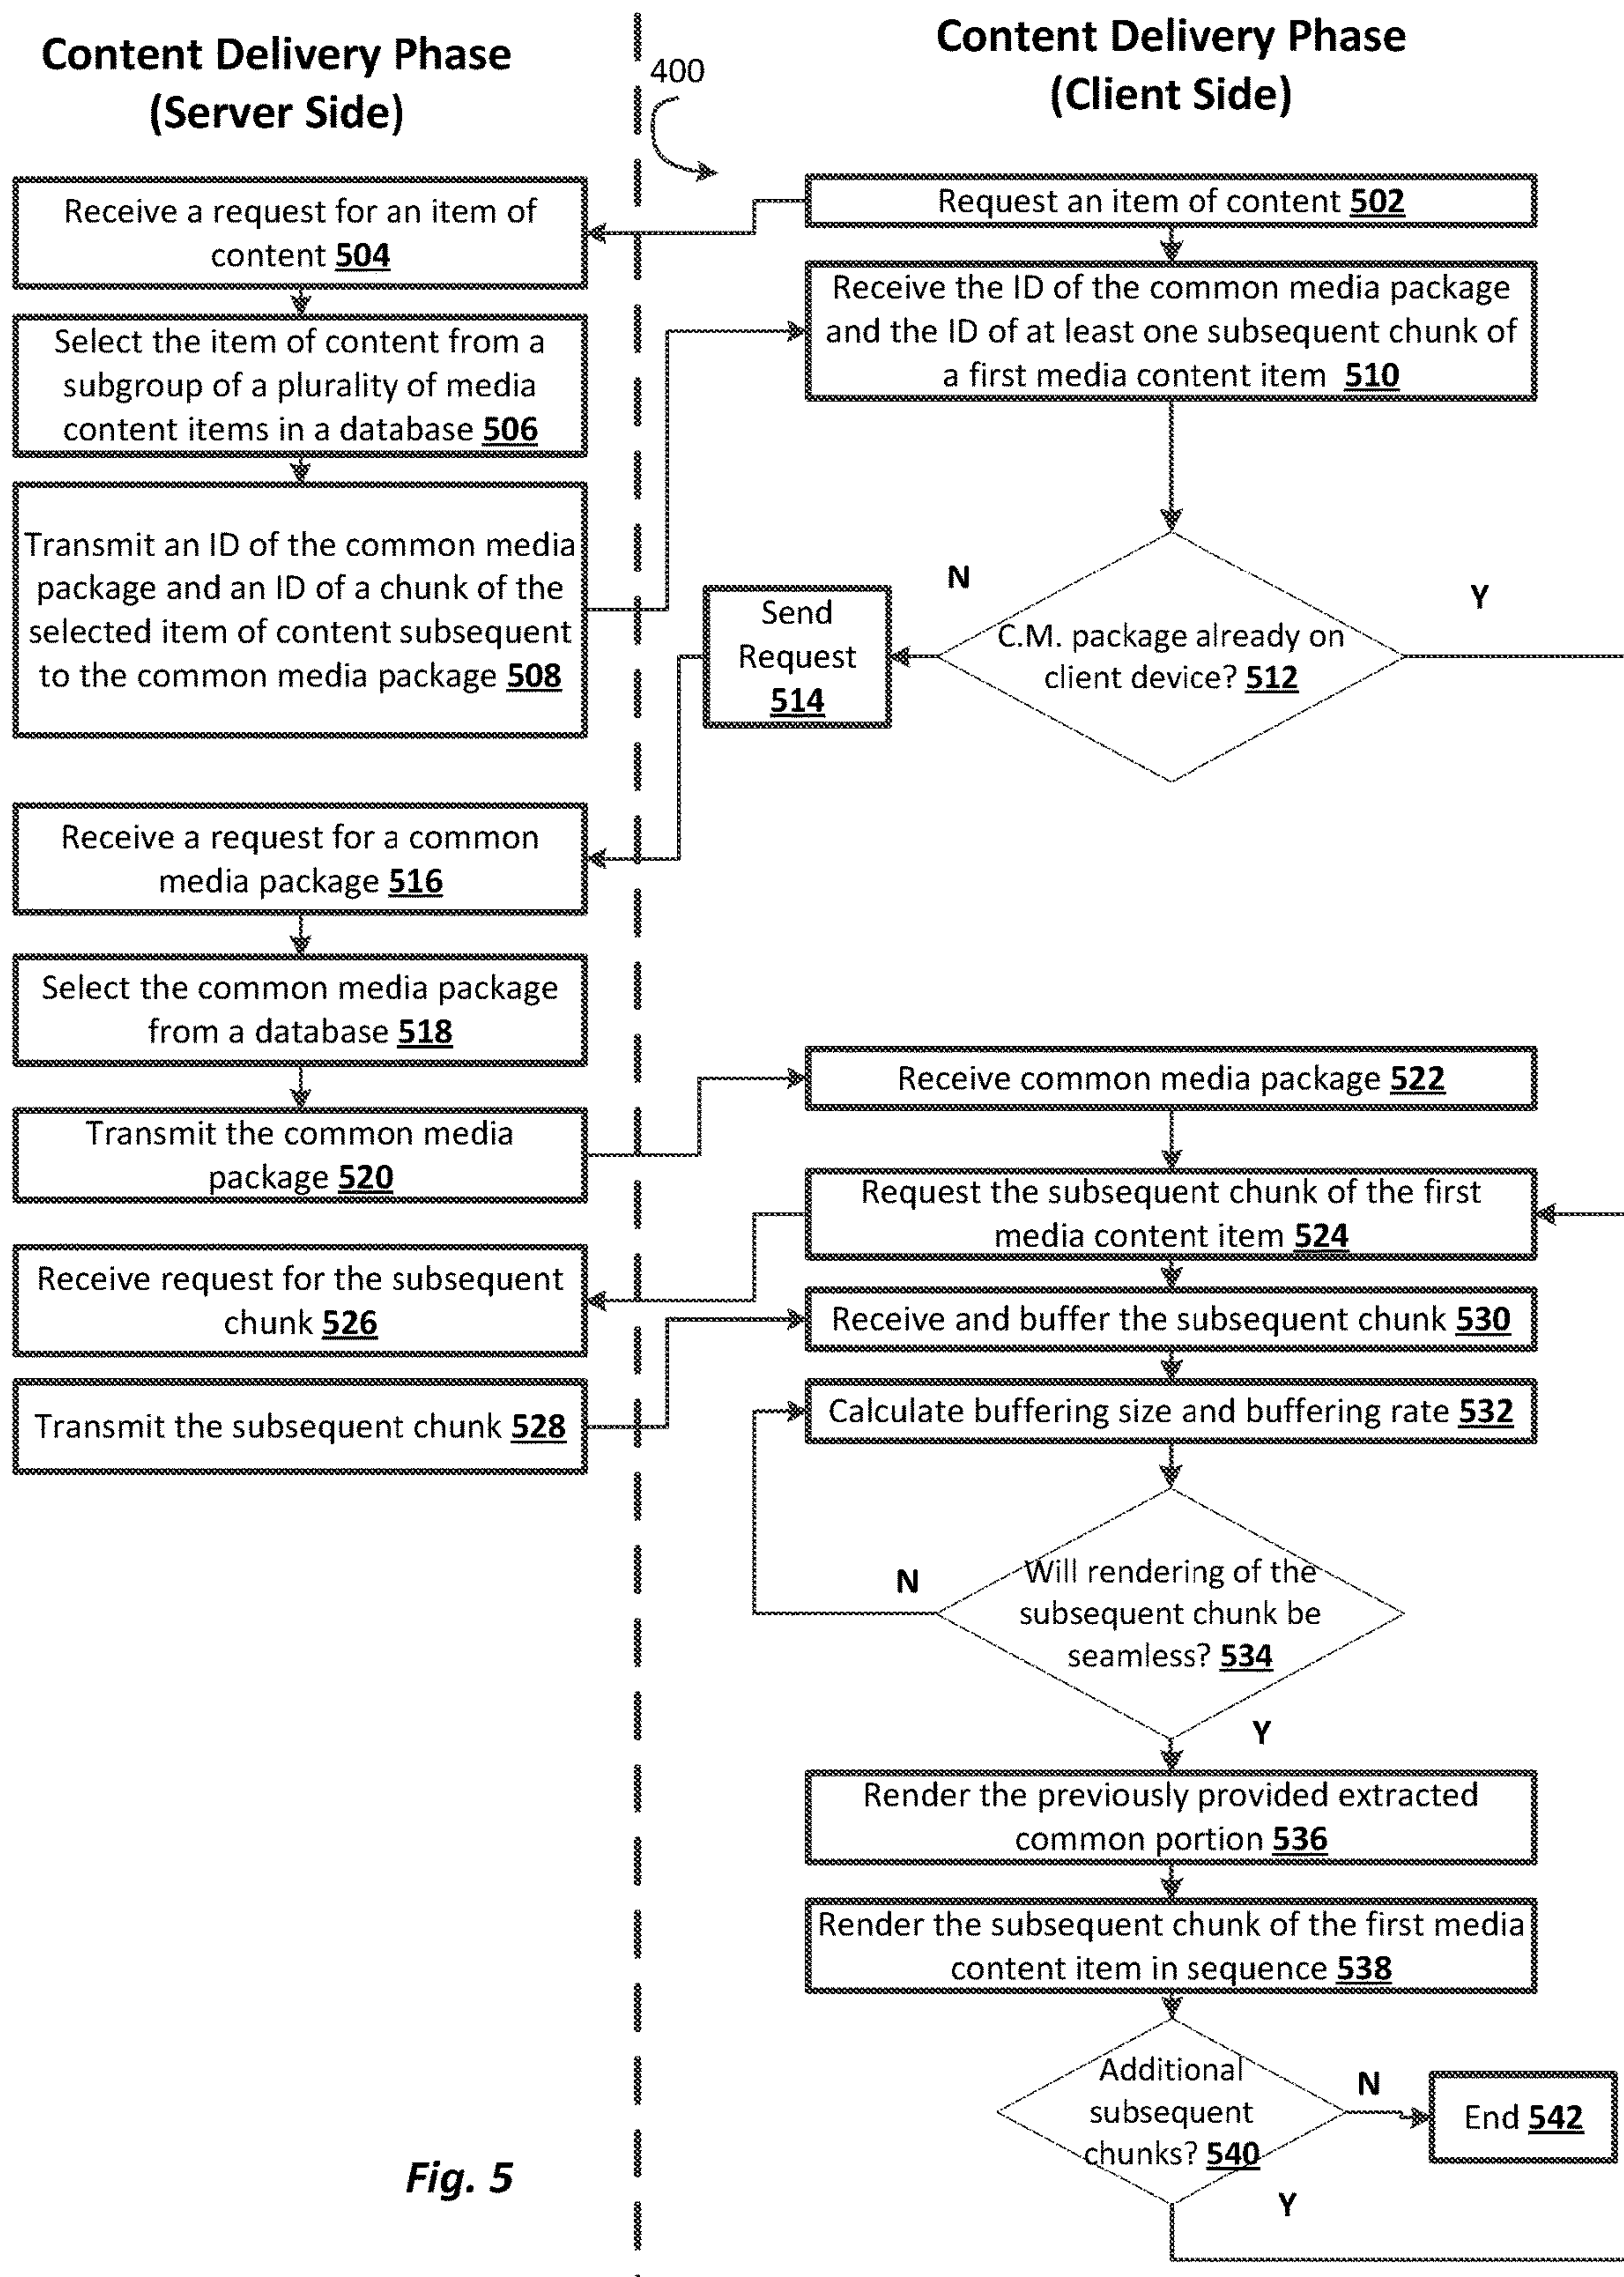 Content Delivery Phase
(Server Side)
400
Content Delivery Phase
(Client Side)
Receive a request for an item of
content 504
Select the item of content from a
subgroup of a plurality of media
content items in a database 506
Transmit an ID of the common media
package and an ID of a chunk of the
selected item of content subsequent
to the common media package 508
Request an item of content 502
Receive the ID of the common media package
and the ID of at least one subsequent chunk of
a first media content item 510
N
Y
C.M. package already on
client device? 512
Send
Request
514
Receive a request for a common
media package 516
Select the common media package
from a database 518
Transmit the common media
package 520
Receive common media package 522
Request the subsequent chunk of the first
media content item 524
Receive request for the subsequent
chunk 526
Receive and buffer the subsequent chunk 530
Transmit the subsequent chunk 528
Calculate buffering size and buffering rate 532
N
Will rendering of the
subsequent chunk be
seamless? 534
Y
Render the previously provided extracted
common portion 536
Render the subsequent chunk of the first media
content item in sequence 538
Additional
subsequent
chunks? 540
N
End 542
Y
Fig. 5